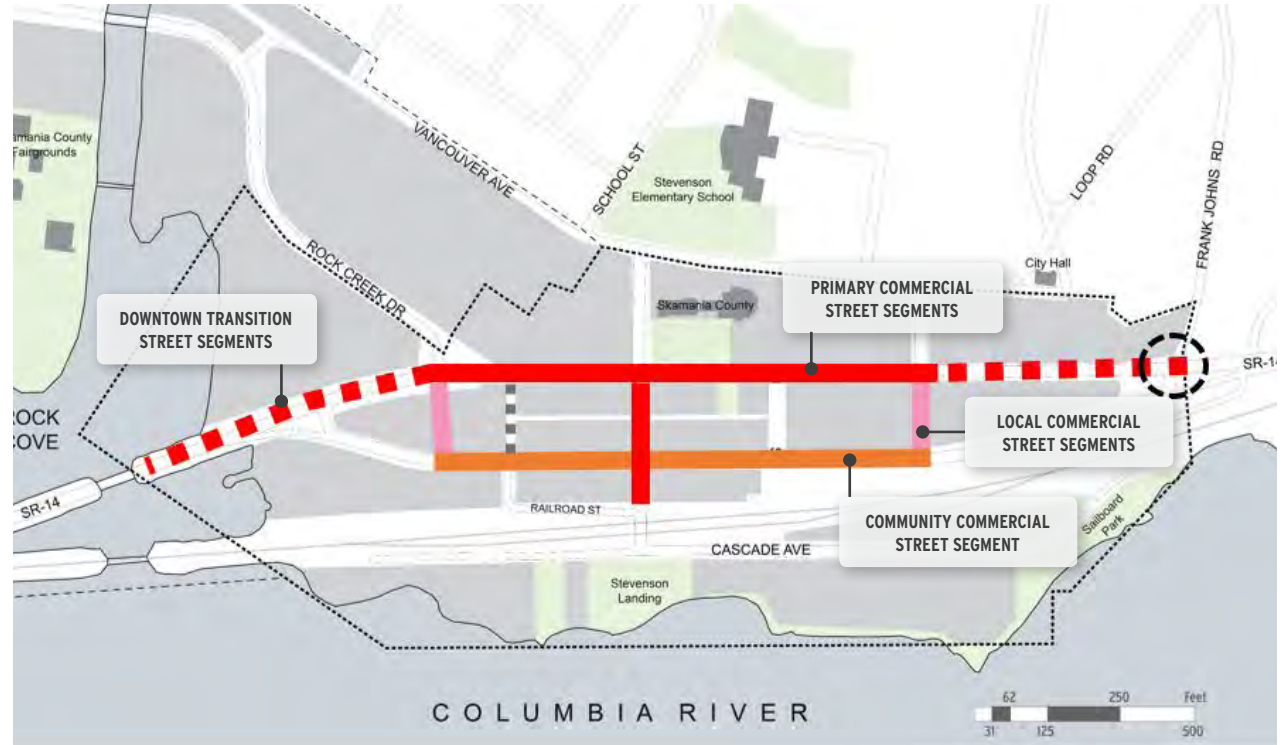 VANCOUVER AVE
SCHOOL ST
LOOP RD
FRANK JOHNS RD
Fairgrounds
County
Stevenson
Elementary School
ROCK CREEK DR
City Hall
Skamania County
PRIMARY COMMERCIAL
STREET SEGMENTS
DOWNTOWN TRANSITION
STREET SEGMENTS
SR-14
COVE
LOCAL COMMERCIAL
STREET SEGMENTS
SR-14
RAILROAD ST
COMMUNITY COMMERCIAL
STREET SEGMENT
Sailboard
Park
CASCADE AVE
Stevenson
Landing
COLUMBIA RIVER
62 250 Feet
31 125 500